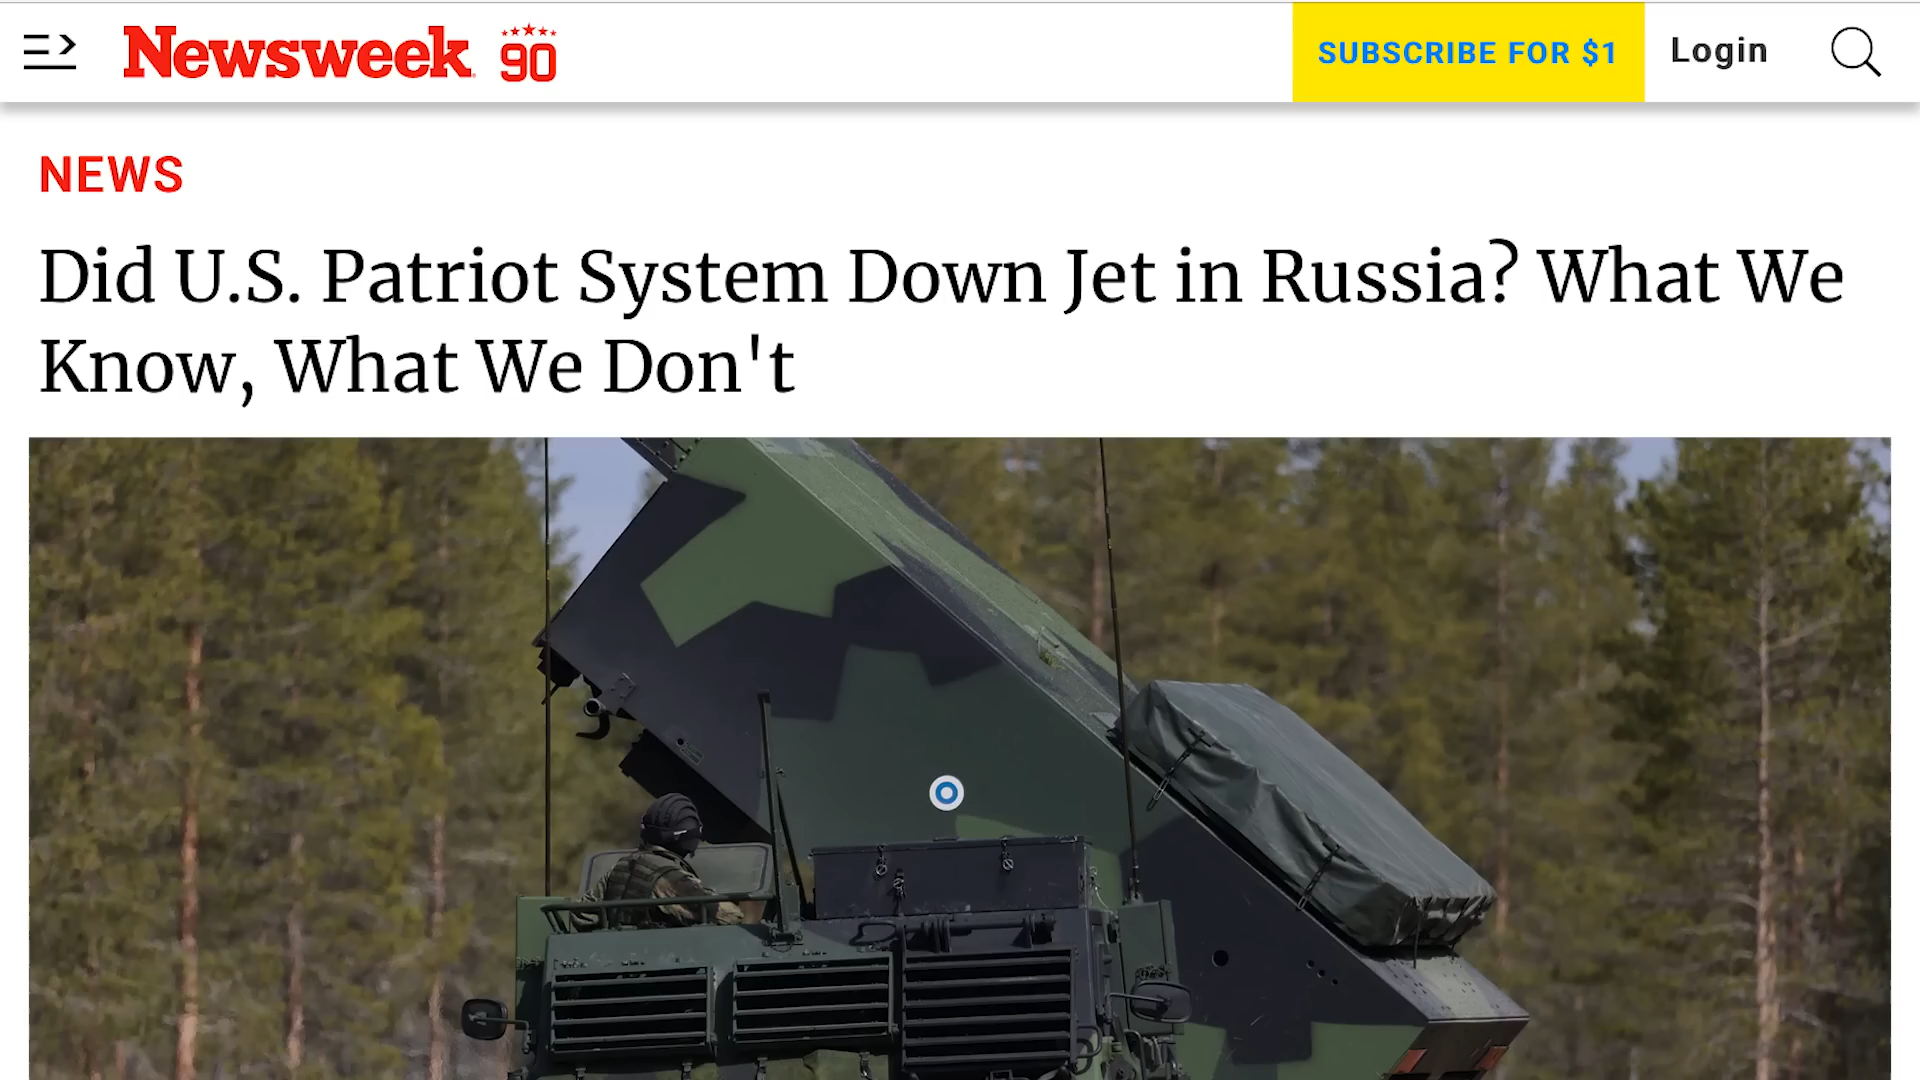 Newsweek 90
SUBSCRIBE FOR $1
Login
NEWS
Did U.S. Patriot System Down Jet in Russia? What We
Know, What We Don't